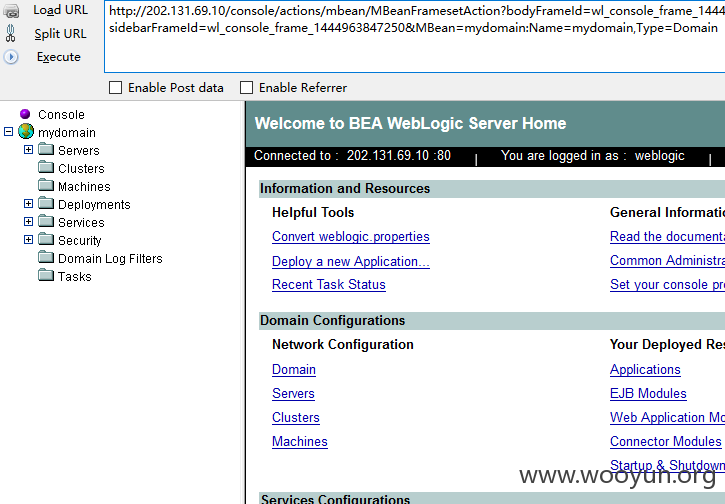 Load URL
Split URL
Execute
http://202.131.69.10/console/actions/mbean/MBeanFramesetAction?bodyFrameId=wl_console_frame_1444
sidebarFrameId=wl_console_frame_1444963847250&MBean=mydomain:Name=mydomain,Type=Domain
Enable Post data Enable Referrer
Console
mydomain
Servers
Clusters
Machines
Deployments
Services
Security
Domain Log Filters
Tasks
Welcome to BEA WebLogic Server Home
Connected to : 202.131.69.10 :80 | You are logged in as : weblogic |
Information and Resources
Helpful Tools General Informatio
Convert weblogic.properties Read the documenta
Deploy a new Application... Common Administra
Recent Task Status Set your console pr
Domain Configurations
Network Configuration Your Deployed Res
Domain Applications
Servers EJB Modules
Clusters Web Application Mo
Machines Connector Modules
Startup & Shutdown
Services Configurations
www.wooyun.org